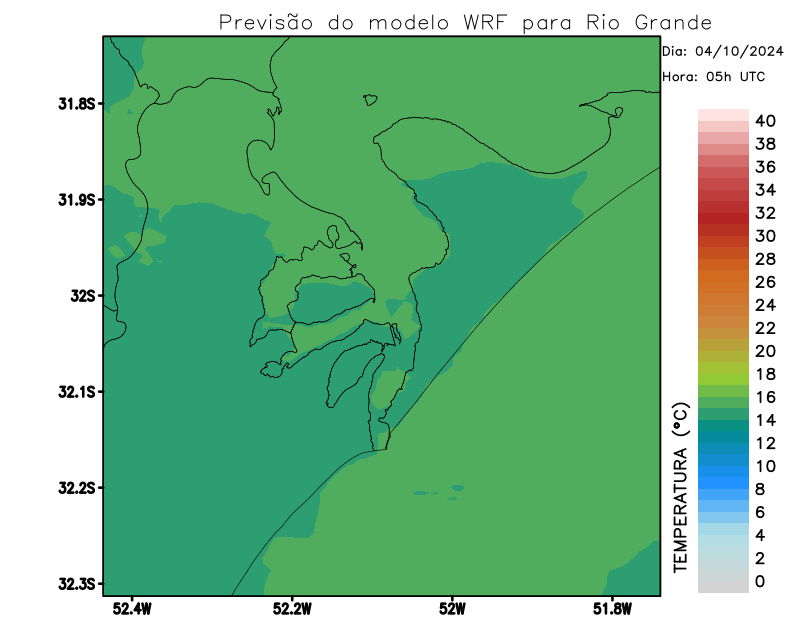 Previsão do modelo WRF para Rio Grande
Dia: 04/10/2024
Hora: 05h UTC
31.8S
31.9S
32S
32.1S
32.2S
32.3S
52.4W
52.2W
52W
51.8W
TEMPERATURA (°C)
40
38
36
34
32
30
28
26
24
22
20
18
16
14
12
10
8
6
4
2
0